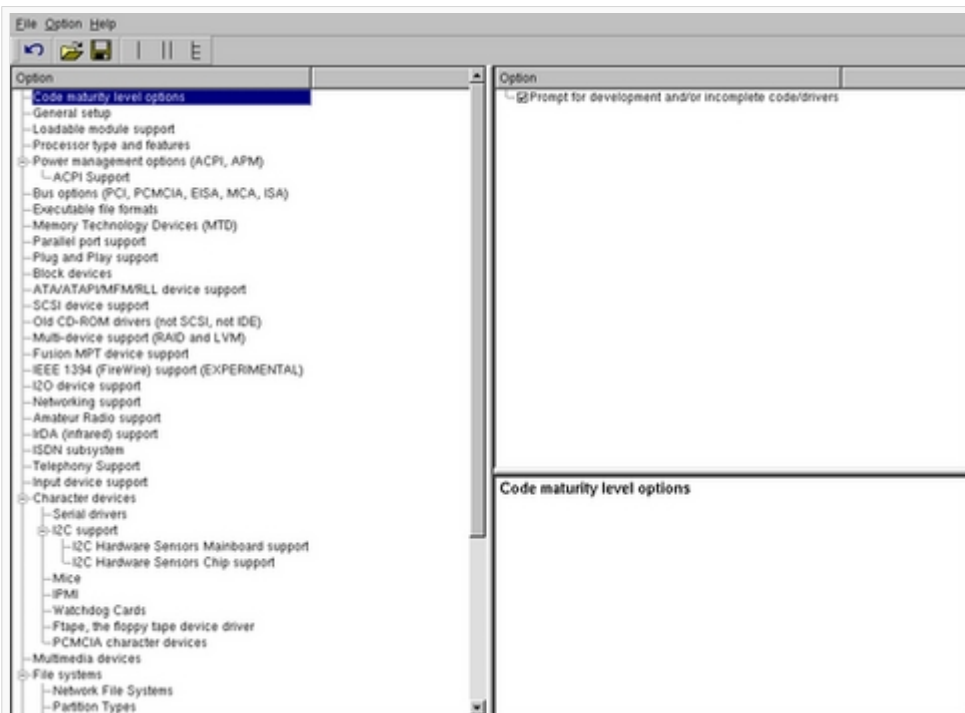 File Option Help
Option
Code maturity level options
General setup
Loadable module support
Processor type and features
Power management options (ACPI, APM)
ACPI Support
Bus options (PCI, PCMCIA, EISA, MCA, ISA)
Executable file formats
Memory Technology Devices (MTD)
Parallel port support
Plug and Play support
Block devices
ATA/ATAPI/MFM/RLL device support
SCSI device support
Old CD-ROM drivers (not SCSI, not IDE)
Multi-device support (RAID and LVM)
Fusion MPT device support
IEEE 1394 (FireWire) support (EXPERIMENTAL)
I2O device support
Networking support
Amateur Radio support
IrDA (infrared) support
ISDN subsystem
Telephony Support
Input device support
Character devices
Serial drivers
I2C support
I2C Hardware Sensors Mainboard support
I2C Hardware Sensors Chip support
Mice
IPMI
Watchdog Cards
Ftape, the floppy tape device driver
PCMCIA character devices
Multimedia devices
File systems
Network File Systems
Partition Types
Option
Prompt for development and/or incomplete code/drivers
Code maturity level options